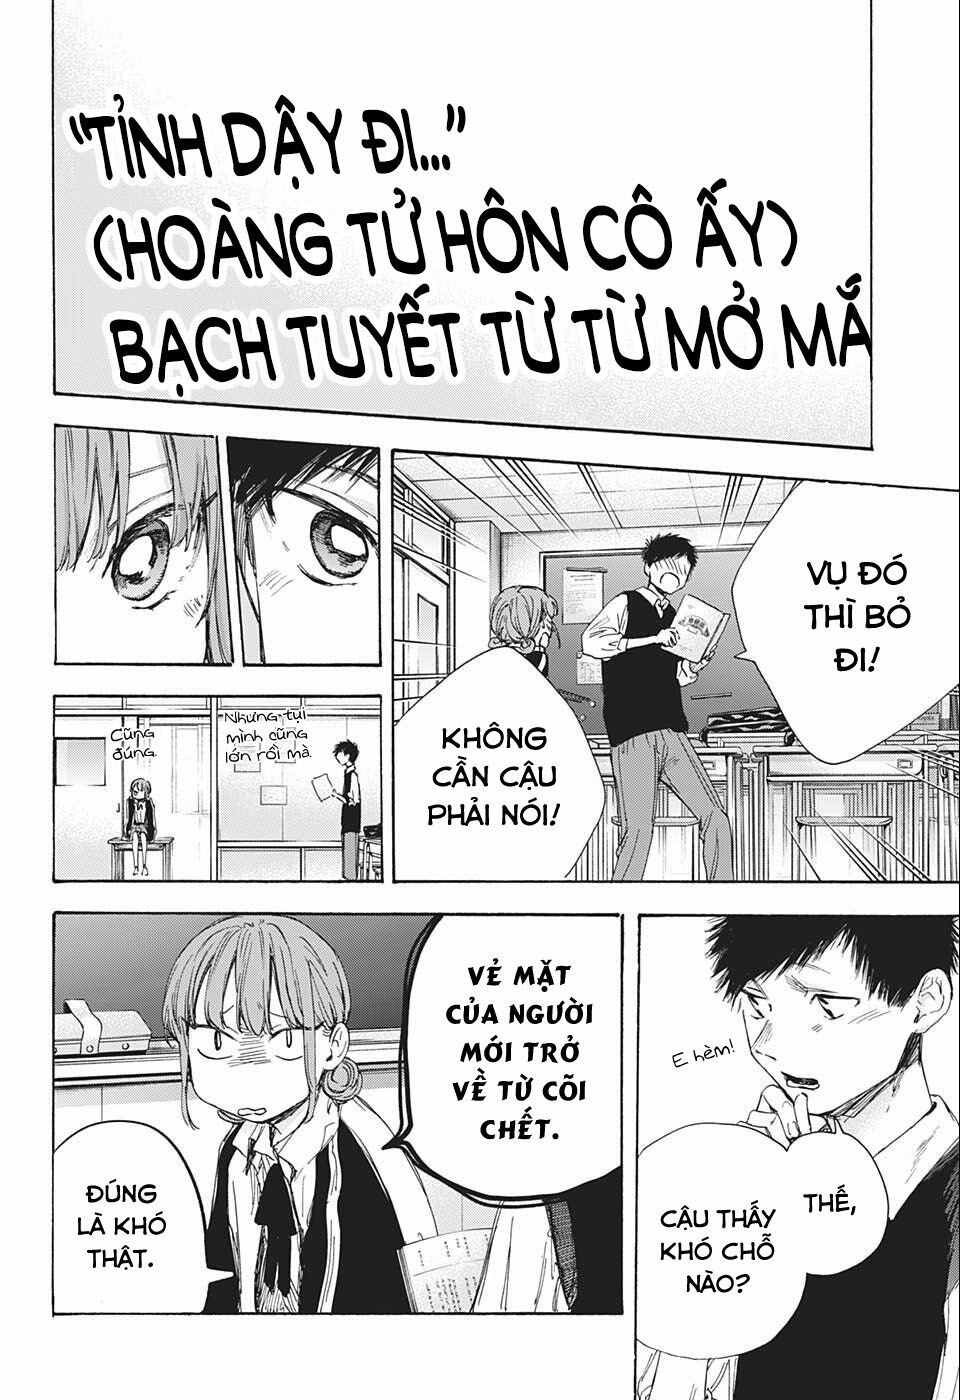 "TỈNH DẬY ĐI..."
(HOÀNG TỬ HÔN CÔ ẤY)
BẠCH TUYẾT TỪ TỪ MỞ MẮ
VỤ ĐÓ
THÌ BỎ
ĐI!
KHÔNG
CẦN CẬU
PHẢI NÓI!
Cũng
đúng.
Nhưng tụi
mình cũng
lớn rồi mà.
E hèm!
THẾ,
CẬU THẤY
KHÓ CHỖ
NÀO?
VẺ MẶT
CỦA NGƯỜI
MỚI TRỞ
VỀ TỪ CÕI
CHẾT.
ĐÚNG
LÀ KHÓ
THẬT.